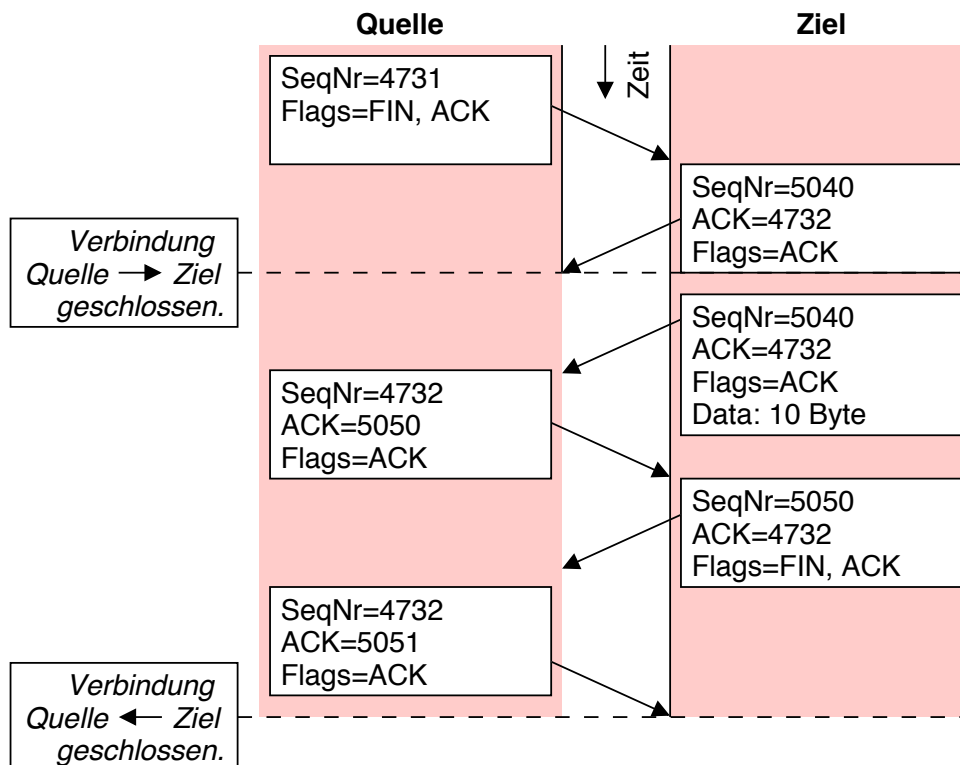 Quelle
Ziel
Zeit
SeqNr=4731
Flags=FIN, ACK
SeqNr=5040
ACK=4732
Flags=ACK
Verbindung
Quelle Ziel
geschlossen.
SeqNr=5040
ACK=4732
Flags=ACK
Data: 10 Byte
SeqNr=4732
ACK=5050
Flags=ACK
SeqNr=5050
ACK=4732
Flags=FIN, ACK
SeqNr=4732
ACK=5051
Flags=ACK
Verbindung
Quelle Ziel
geschlossen.